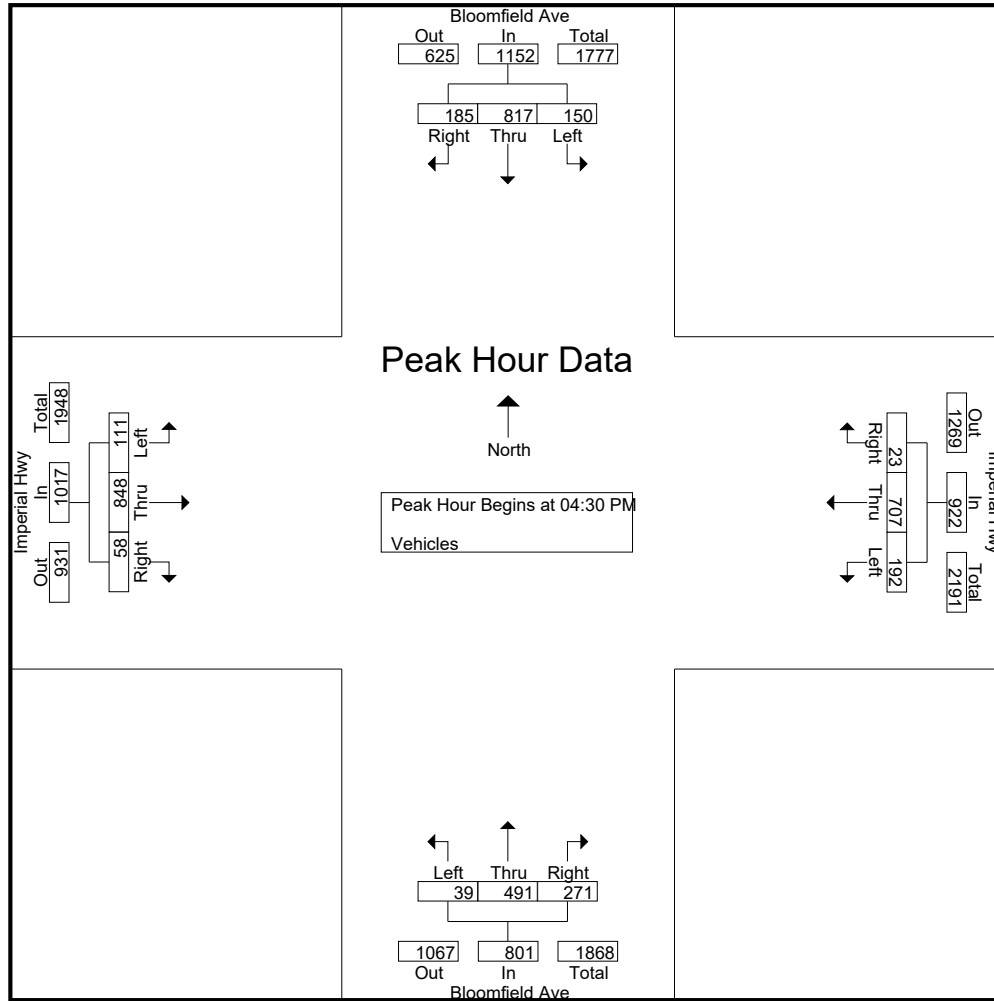 Bloomfield Ave
Out In Total
625 1152 1777
185 817 150
Right Thru Left
Peak Hour Data
North
Peak Hour Begins at 04:30 PM
Vehicles
Imperial Hwy
Total In Out
1948 1017 931
111 848 58
Left Thru Right
Imperial Hwy
Out In Total
1269 922 2191
23 707 192
Right Thru Left
Left Thru Right
39 491 271
1067 801 1868
Out In Total
Bloomfield Ave